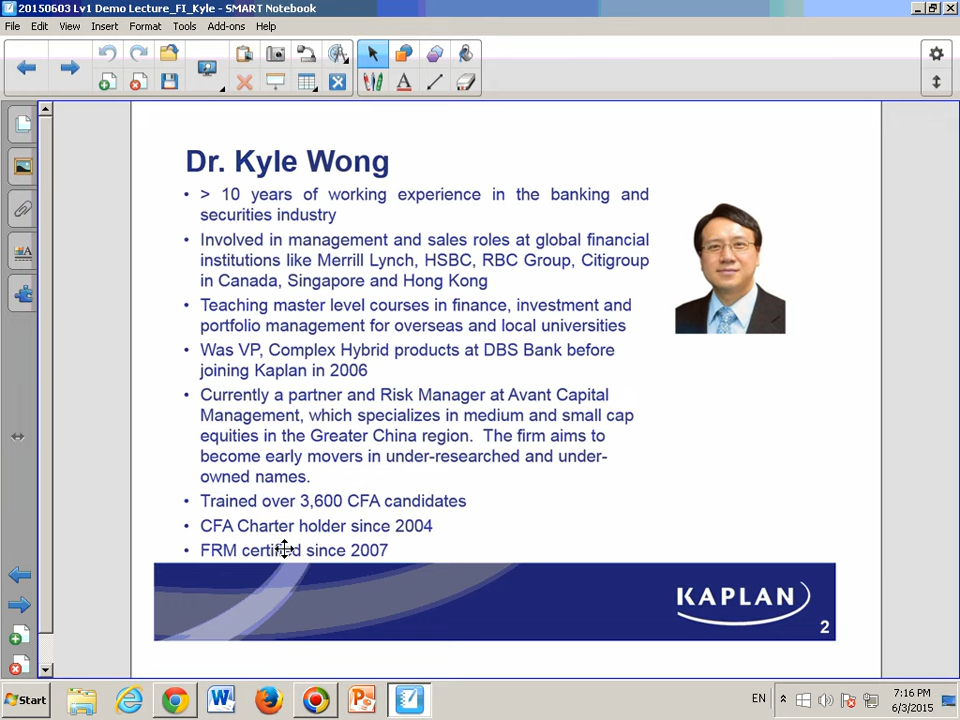 20150603 Lv1 Demo Lecture_FI_Kyle - SMART Notebook
File Edit View Insert Format Tools Add-ons Help
Dr. Kyle Wong
• > 10 years of working experience in the banking and
securities industry
• Involved in management and sales roles at global financial
institutions like Merrill Lynch, HSBC, RBC Group, Citigroup
in Canada, Singapore and Hong Kong
• Teaching master level courses in finance, investment and
portfolio management for overseas and local universities
• Was VP, Complex Hybrid products at DBS Bank before
joining Kaplan in 2006
• Currently a partner and Risk Manager at Avant Capital
Management, which specializes in medium and small cap
equities in the Greater China region. The firm aims to
become early movers in under-researched and under-
owned names.
• Trained over 3,600 CFA candidates
• CFA Charter holder since 2004
• FRM certified since 2007
KAPLAN
2
Start
EN
7:16 PM
6/3/2015